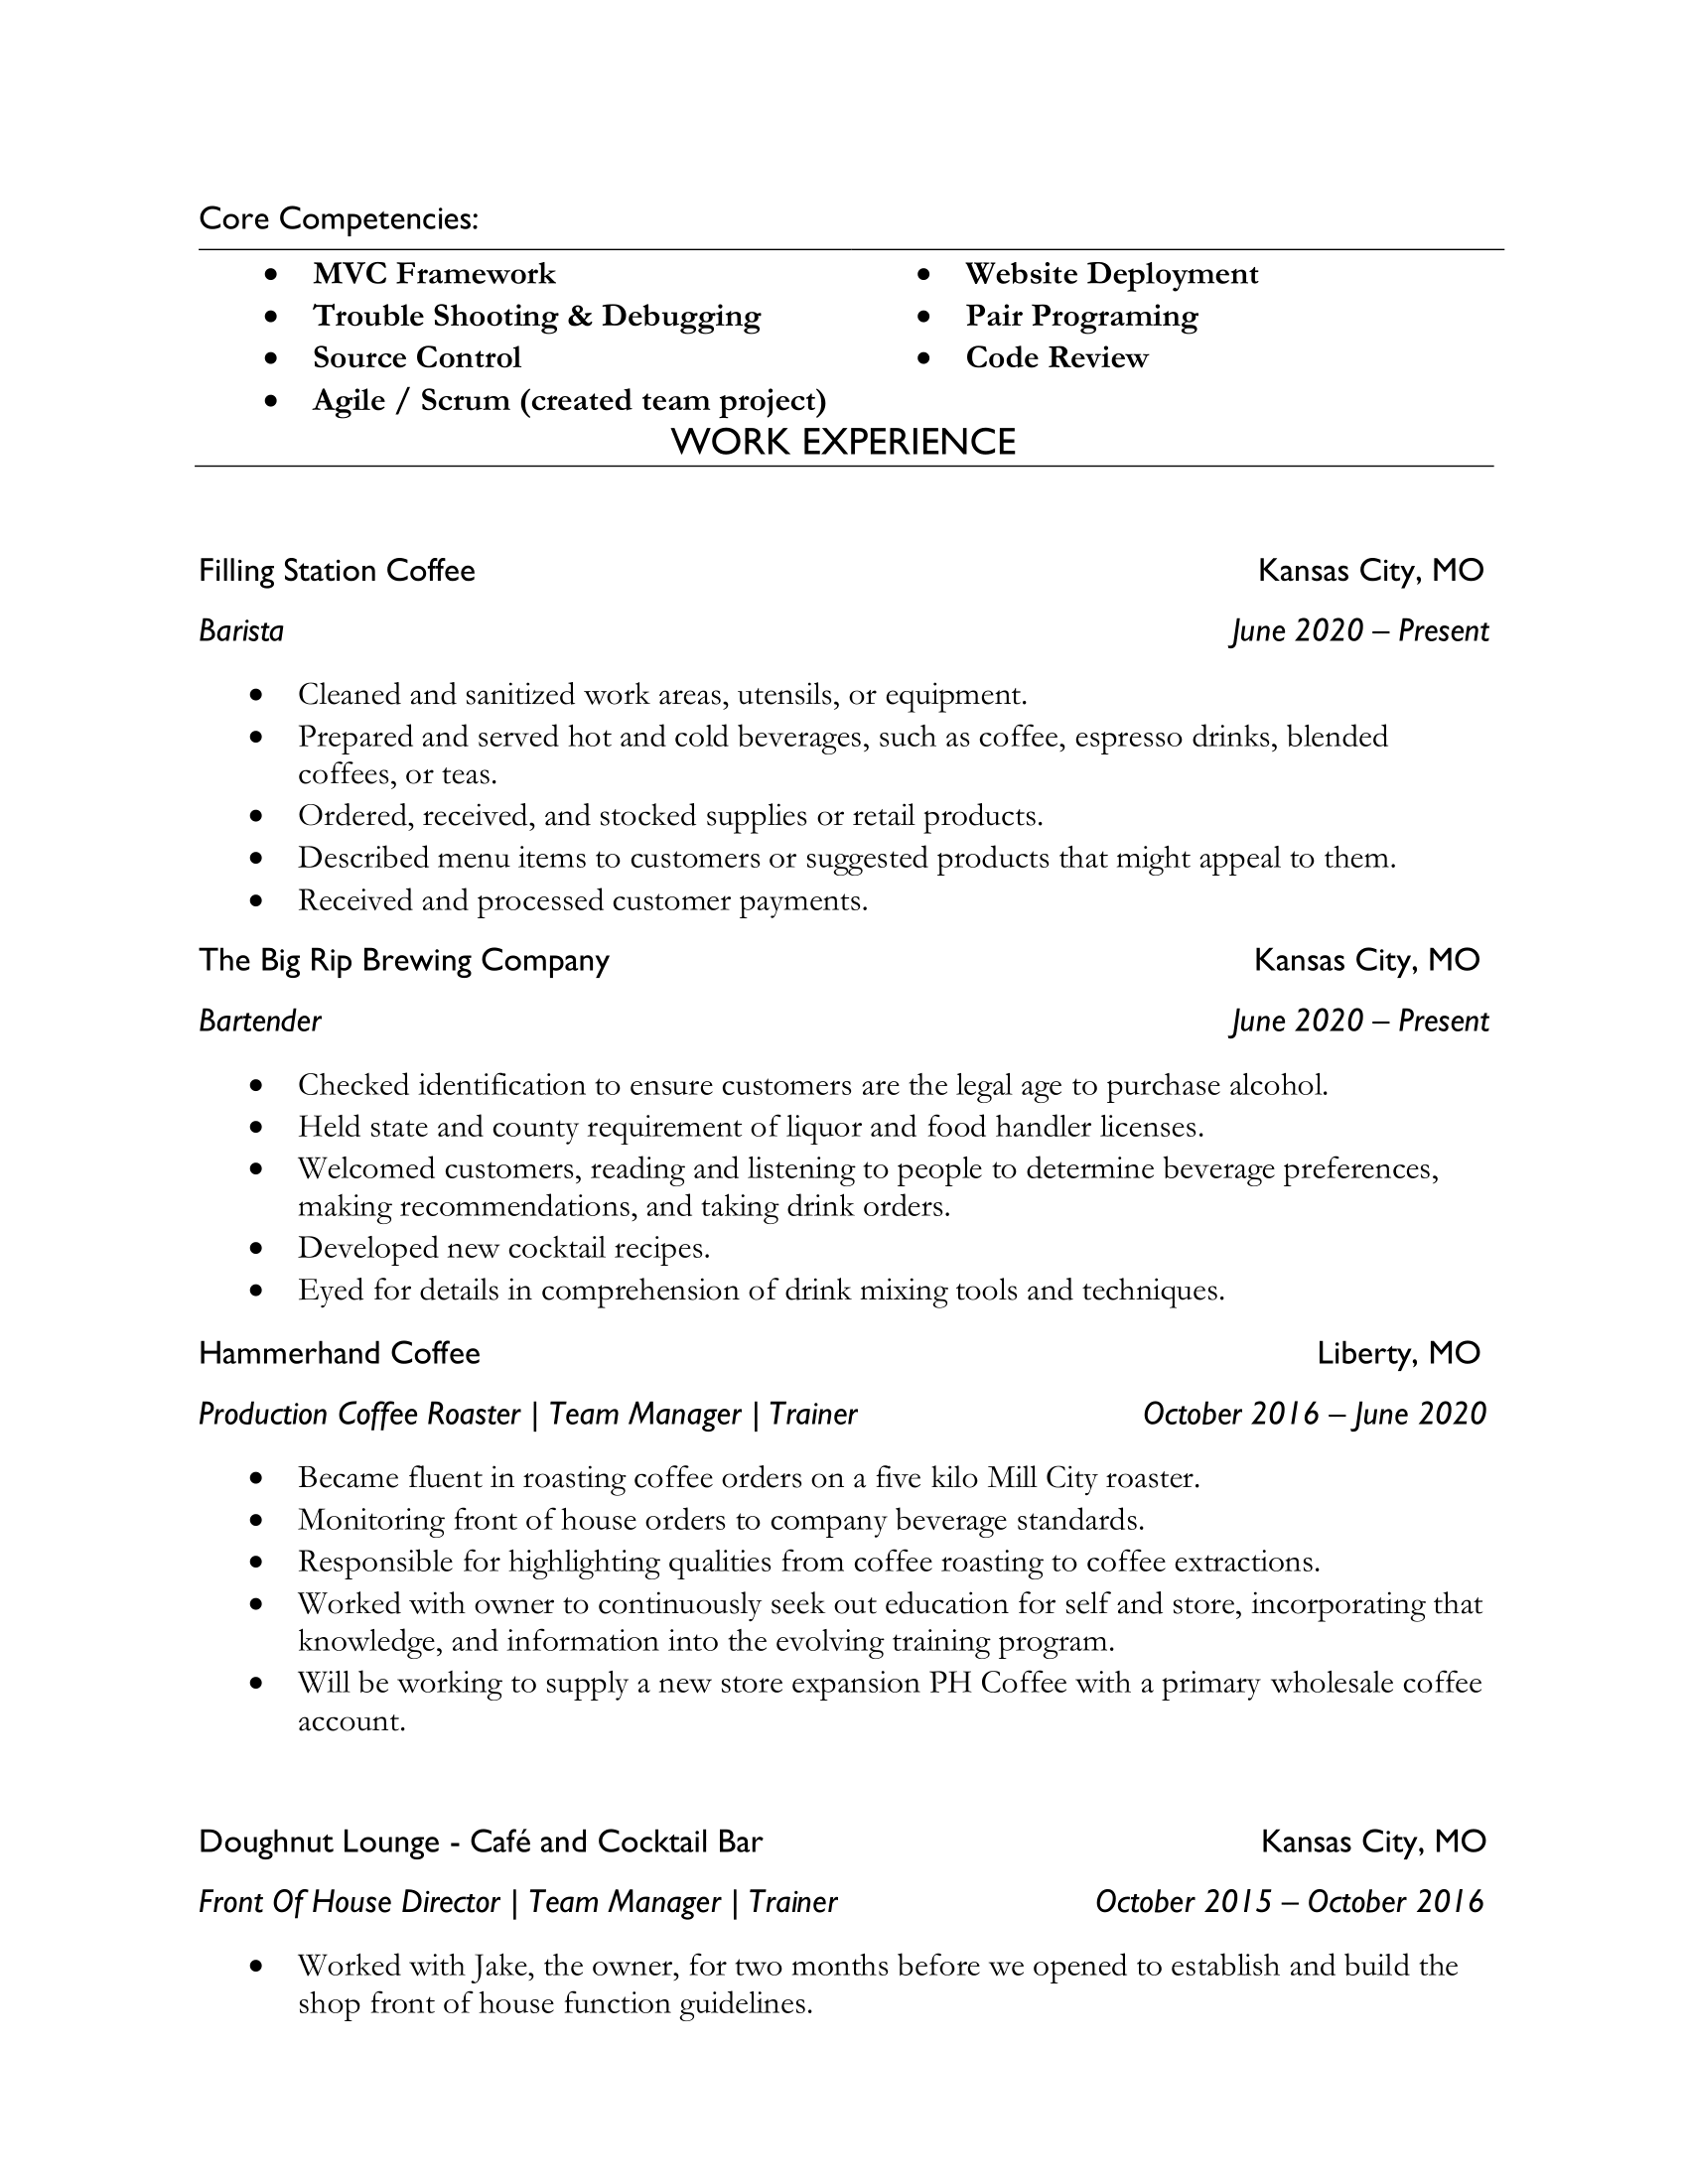 Core Competencies:
• MVC Framework
• Trouble Shooting & Debugging
• Source Control
• Agile / Scrum (created team project)
• Website Deployment
• Pair Programing
• Code Review
WORK EXPERIENCE
Filling Station Coffee Kansas City, MO
Barista June 2020 – Present
• Cleaned and sanitized work areas, utensils, or equipment.
• Prepared and served hot and cold beverages, such as coffee, espresso drinks, blended
coffees, or teas.
• Ordered, received, and stocked supplies or retail products.
• Described menu items to customers or suggested products that might appeal to them.
• Received and processed customer payments.
The Big Rip Brewing Company Kansas City, MO
Bartender June 2020 – Present
• Checked identification to ensure customers are the legal age to purchase alcohol.
• Held state and county requirement of liquor and food handler licenses.
• Welcomed customers, reading and listening to people to determine beverage preferences,
making recommendations, and taking drink orders.
• Developed new cocktail recipes.
• Eyed for details in comprehension of drink mixing tools and techniques.
Hammerhand Coffee Liberty, MO
Production Coffee Roaster | Team Manager | Trainer October 2016 – June 2020
• Became fluent in roasting coffee orders on a five kilo Mill City roaster.
• Monitoring front of house orders to company beverage standards.
• Responsible for highlighting qualities from coffee roasting to coffee extractions.
• Worked with owner to continuously seek out education for self and store, incorporating that
knowledge, and information into the evolving training program.
• Will be working to supply a new store expansion PH Coffee with a primary wholesale coffee
account.
Doughnut Lounge - Café and Cocktail Bar Kansas City, MO
Front Of House Director | Team Manager | Trainer October 2015 – October 2016
• Worked with Jake, the owner, for two months before we opened to establish and build the
shop front of house function guidelines.